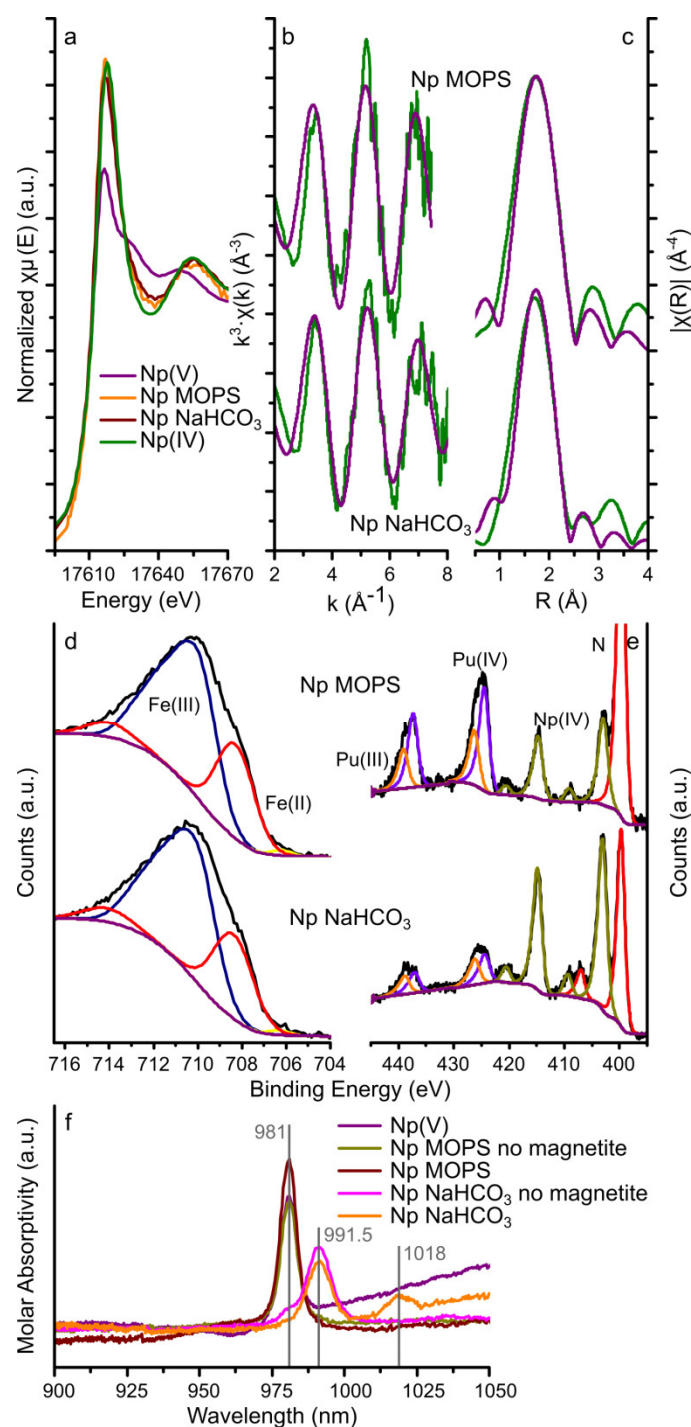 a
b
c
Np MOPS
Normalized χμ (E) (a.u.)
k³·χ(k) (Å⁻³)
|χ(R)| (Å⁻⁴)
Np(V)
Np MOPS
Np NaHCO₃
Np(IV)
Np NaHCO₃
17610 17640 17670
2 4 6 8
1 2 3 4
Energy (eV)
k (Å⁻¹)
R (Å)
d
Fe(III)
Fe(II)
Np MOPS
Pu(IV)
N
e
Np(IV)
Pu(III)
Counts (a.u.)
Counts (a.u.)
Np NaHCO₃
716 714 712 710 708 706 704
440 430 420 410 400
Binding Energy (eV)
f
981
Np(V)
Np MOPS no magnetite
Np MOPS
Np NaHCO₃ no magnetite
Np NaHCO₃
991.5
1018
Molar Absorptivity (a.u.)
900 925 950 975 1000 1025 1050
Wavelength (nm)